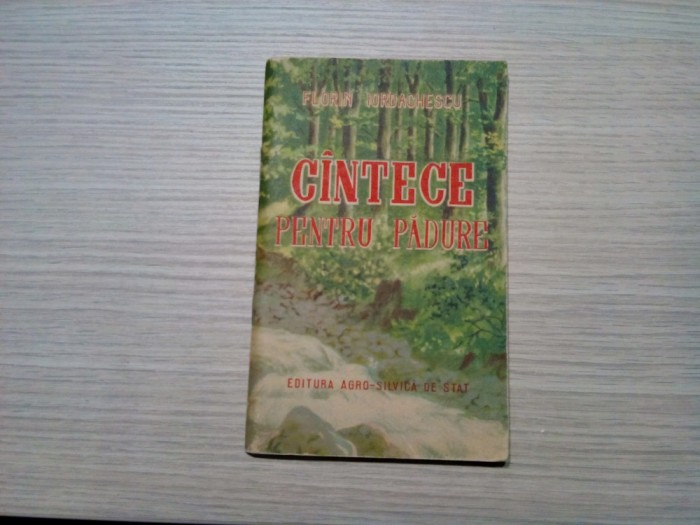 FLORIN IORDACHESCU
CÎNTECE
PENTRU PĂDURE
EDITURA AGRO-SILVICĂ DE STAT